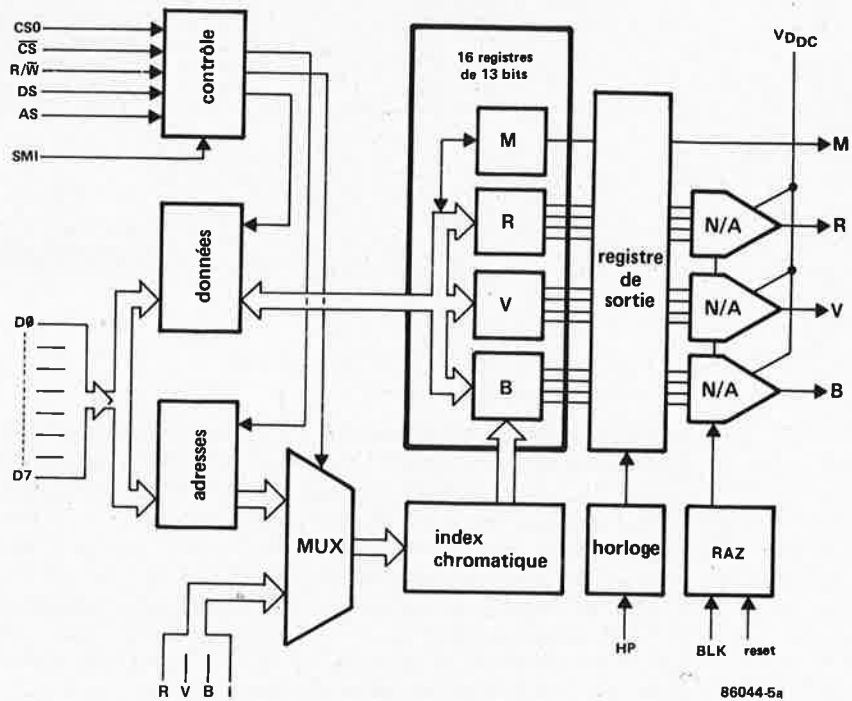 CS0
CS
R/W
DS
AS
SMI
contrôle
16 registres
de 13 bits
VDDC
M
M
données
R
registre
de
sortie
N/A
R
V
N/A
V
D0
B
N/A
B
D7
adresses
MUX
index
chromatique
horloge
RAZ
HP
BLK
reset
R V B I
86044-5a